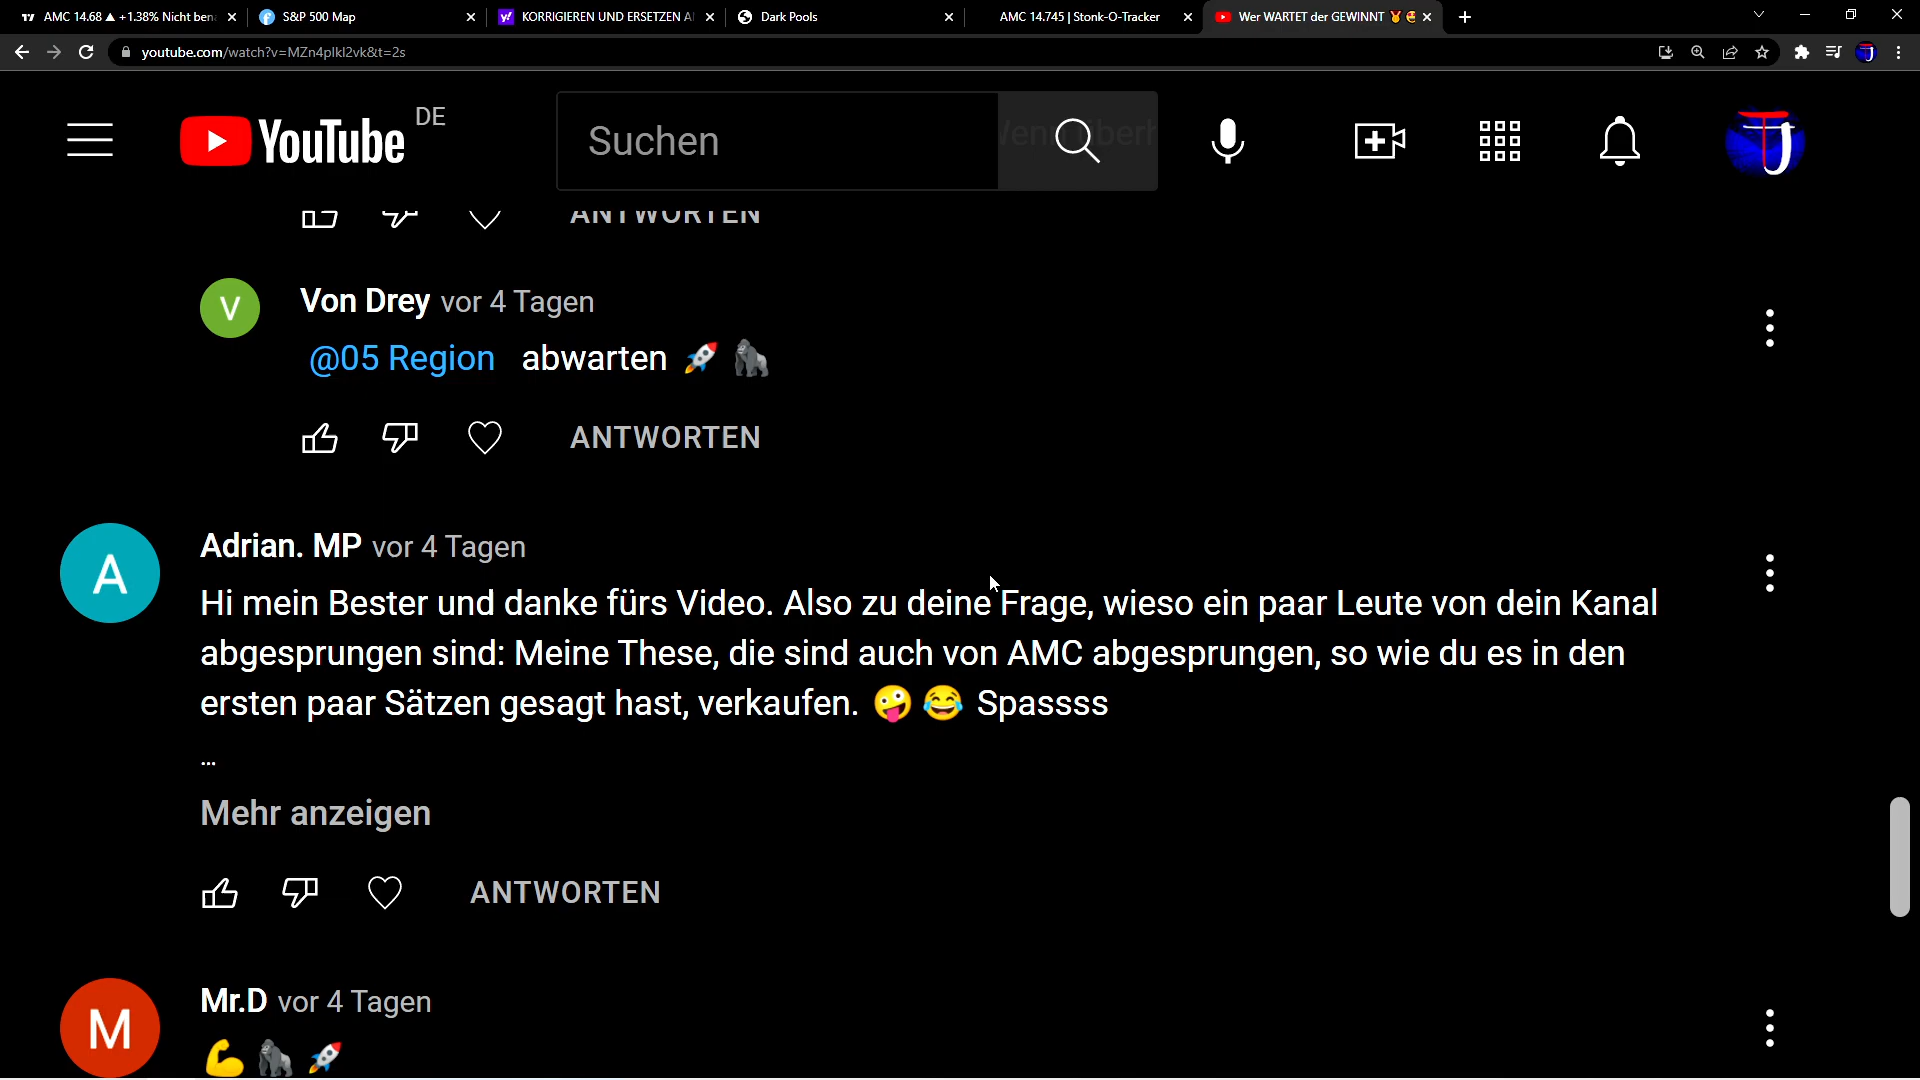 AMC 14.68 ▲ +1.38% Nicht ben
S&P 500 Map
KORRIGIEREN UND ERSETZEN A
Dark Pools
AMC 14.745 | Stonk-O-Tracker
Wer WARTET der GEWINNT 🏅🤩
youtube.com/watch?v=MZn4plkl2vk&t=2s
YouTube DE
Suchen
TJ
ANTWORTEN
V
Von Drey vor 4 Tagen
@05 Region abwarten 🚀 🦍
ANTWORTEN
A
Adrian. MP vor 4 Tagen
Hi mein Bester und danke fürs Video. Also zu deine Frage, wieso ein paar Leute von dein Kanal
abgesprungen sind: Meine These, die sind auch von AMC abgesprungen, so wie du es in den
ersten paar Sätzen gesagt hast, verkaufen. 🤪 😂 Spassss
...
Mehr anzeigen
ANTWORTEN
M
Mr.D vor 4 Tagen
💪 🦍 🚀